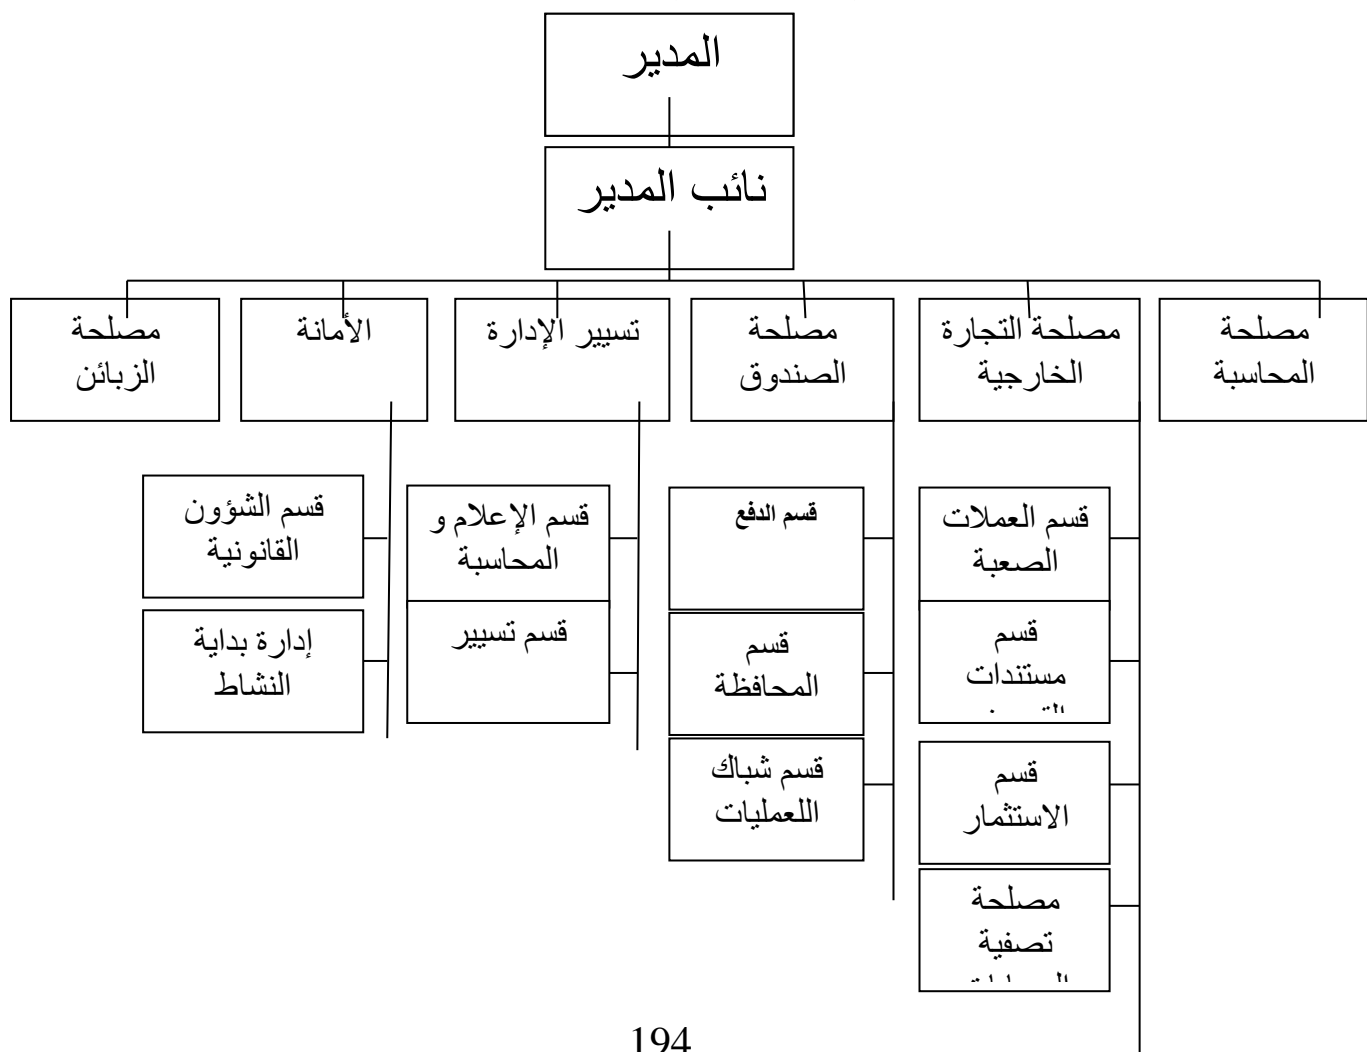 المدير
نائب المدير
مصلحة
المحاسبة
مصلحة التجارة
الخارجية
مصلحة
الصندوق
تسيير الإدارة
الأمانة
مصلحة
الزبائن
قسم العملات
الصعبة
قسم
مستندات
قسم
الاستثمار
مصلحة
تصفية
قسم الدفع
قسم
المحافظة
قسم شباك
اللعمليات
قسم الإعلام و
المحاسبة
قسم تسيير
قسم الشؤون
القانونية
إدارة بداية
النشاط
194